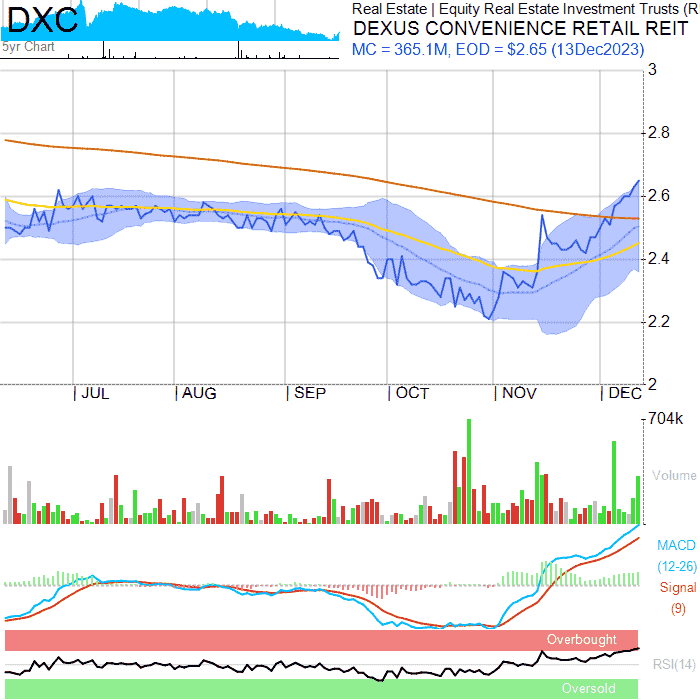 DXC
5yr Chart
Real Estate | Equity Real Estate Investment Trusts (R
DEXUS CONVENIENCE RETAIL REIT
MC = 365.1M, EOD = $2.65 (13Dec2023)
3
2.8
2.6
2.4
2.2
2
| JUL | AUG | SEP | OCT | NOV | DEC
704k
Volume
MACD
(12-26)
Signal
(9)
Overbought
RSI(14)
Oversold